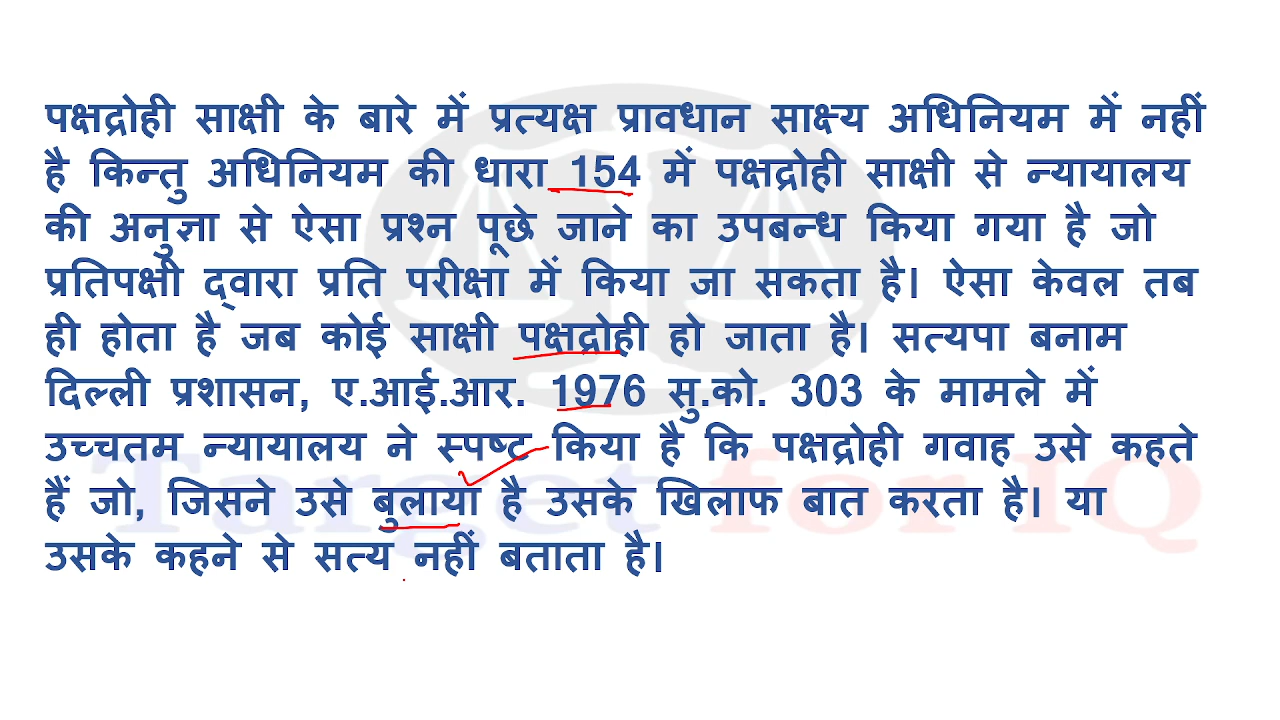 पक्षद्रोही साक्षी के बारे में प्रत्यक्ष प्रावधान साक्ष्य अधिनियम में नहीं
है किन्तु अधिनियम की धारा 154 में पक्षद्रोही साक्षी से न्यायालय
की अनुज्ञा से ऐसा प्रश्न पूछे जाने का उपबन्ध किया गया है जो
प्रतिपक्षी द्वारा प्रति परीक्षा में किया जा सकता है। ऐसा केवल तब
ही होता है जब कोई साक्षी पक्षद्रोही हो जाता है। सत्यपा बनाम
दिल्ली प्रशासन, ए.आई.आर. 1976 सु.को. 303 के मामले में
उच्चतम न्यायालय ने स्पष्ट किया है कि पक्षद्रोही गवाह उसे कहते
हैं जो, जिसने उसे बुलाया है उसके खिलाफ बात करता है। या
उसके कहने से सत्य नहीं बताता है।
Target for IQ